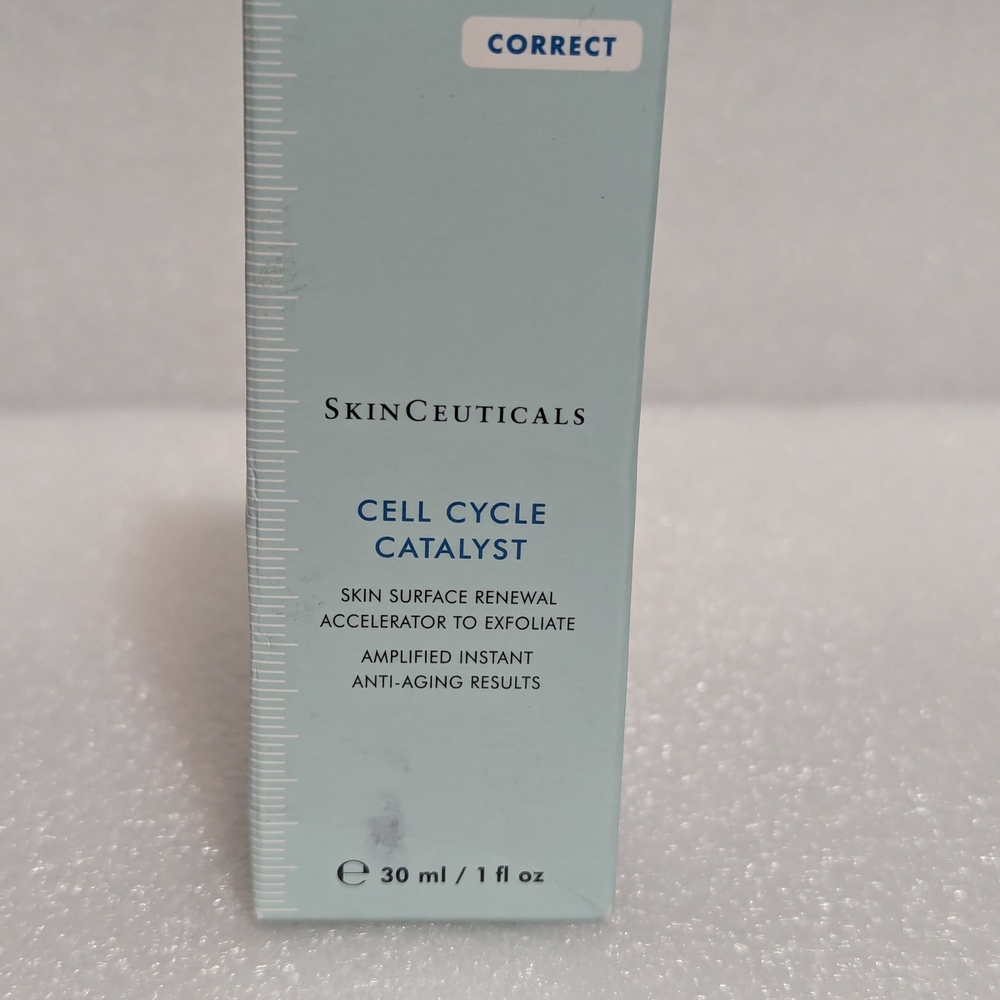 CORRECT
SKINCEUTICALS
CELL CYCLE
CATALYST
SKIN SURFACE RENEWAL
ACCELERATOR TO EXFOLIATE
AMPLIFIED INSTANT
ANTI-AGING RESULTS
℮ 30 ml / 1 fl oz